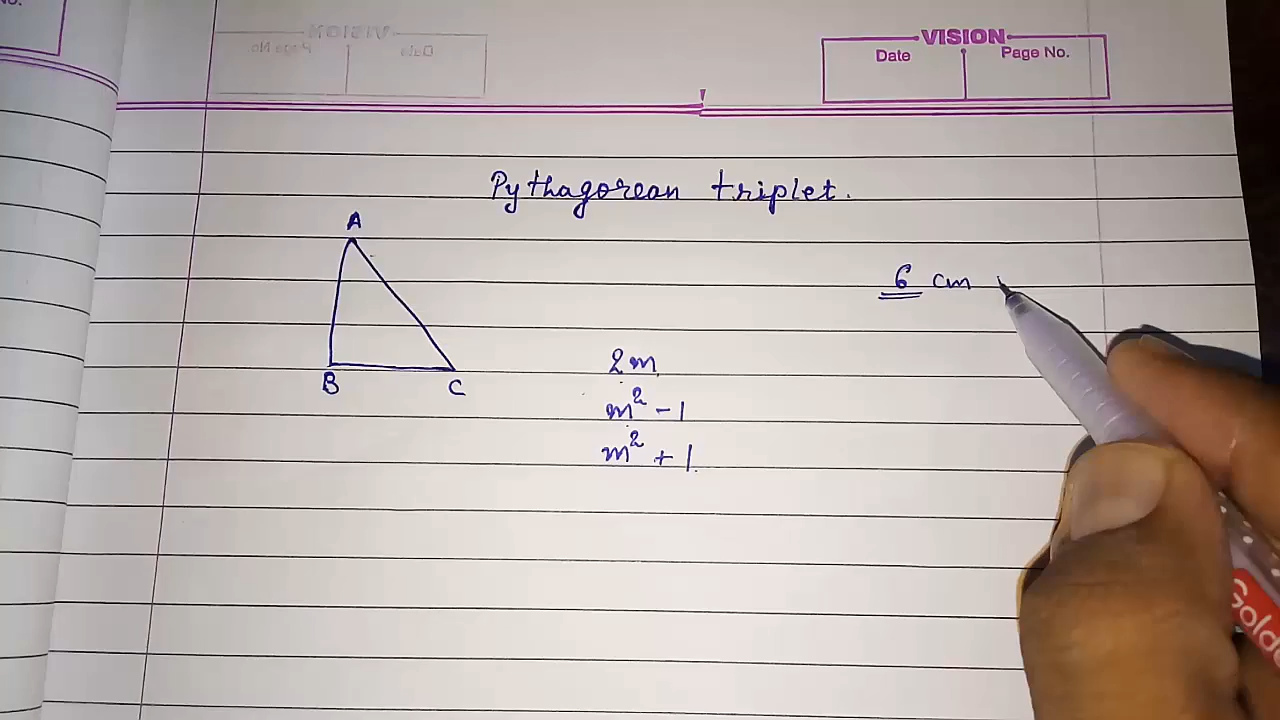 VISION
Date Page No.
Pythagorean triplet.
A
6 cm
2m
B C
m² - 1
m² + 1